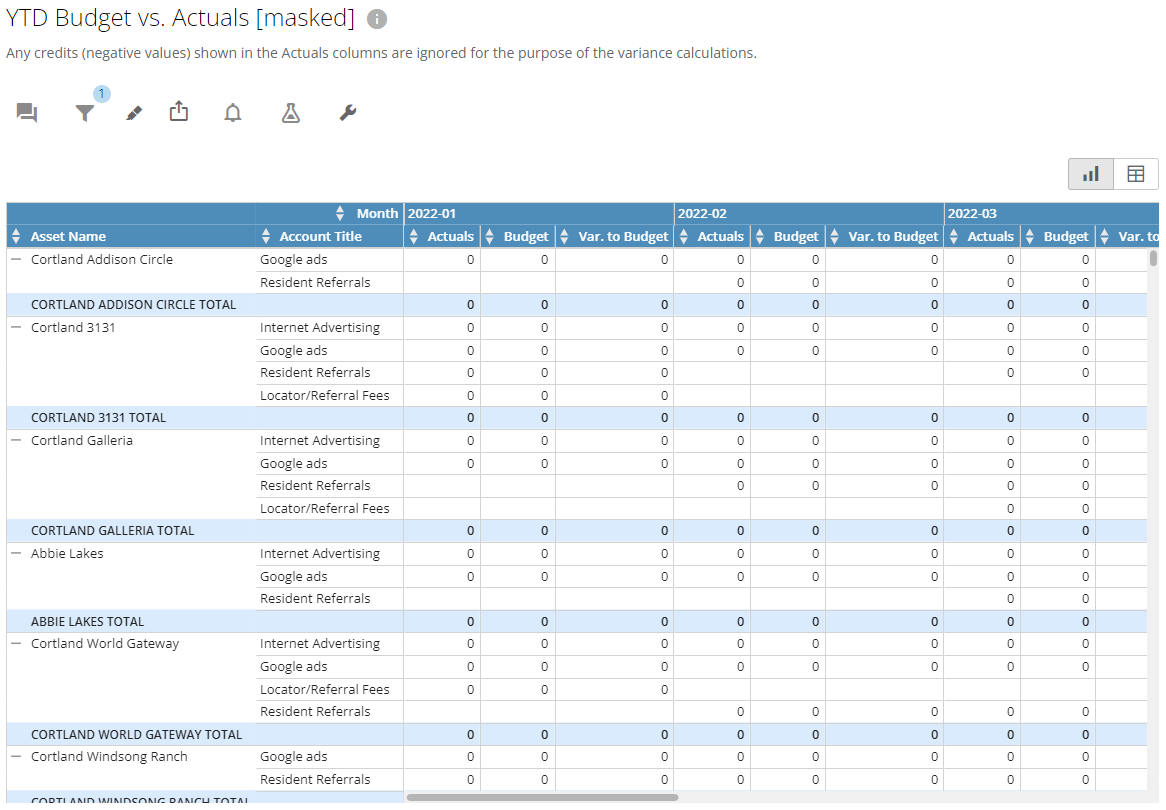 YTD Budget vs. Actuals [masked] i
Any credits (negative values) shown in the Actuals columns are ignored for the purpose of the variance calculations.
1
Month 2022-01 2022-02 2022-03
Asset Name Account Title Actuals Budget Var. to Budget Actuals Budget Var. to Budget Actuals Budget Var. to
Cortland Addison Circle Google ads 0 0 0 0 0 0 0 0
Resident Referrals 0 0 0 0 0
CORTLAND ADDISON CIRCLE TOTAL 0 0 0 0 0 0 0 0
Cortland 3131 Internet Advertising 0 0 0 0 0 0 0 0
Google ads 0 0 0 0 0 0 0 0
Resident Referrals 0 0 0 0 0
Locator/Referral Fees 0 0 0
CORTLAND 3131 TOTAL 0 0 0 0 0 0 0 0
Cortland Galleria Internet Advertising 0 0 0 0 0 0 0 0
Google ads 0 0 0 0 0 0 0 0
Resident Referrals 0 0 0 0 0
Locator/Referral Fees 0 0
CORTLAND GALLERIA TOTAL 0 0 0 0 0 0 0 0
Abbie Lakes Internet Advertising 0 0 0 0 0 0 0 0
Google ads 0 0 0 0 0 0 0 0
Resident Referrals 0 0
ABBIE LAKES TOTAL 0 0 0 0 0 0 0 0
Cortland World Gateway Internet Advertising 0 0 0 0 0 0 0 0
Google ads 0 0 0 0 0 0 0 0
Locator/Referral Fees 0 0 0
Resident Referrals 0 0 0 0 0
CORTLAND WORLD GATEWAY TOTAL 0 0 0 0 0 0 0 0
Cortland Windsong Ranch Google ads 0 0 0 0 0 0 0 0
Resident Referrals 0 0 0 0 0 0 0 0
CORTLAND WINDSONG RANCH TOTAL